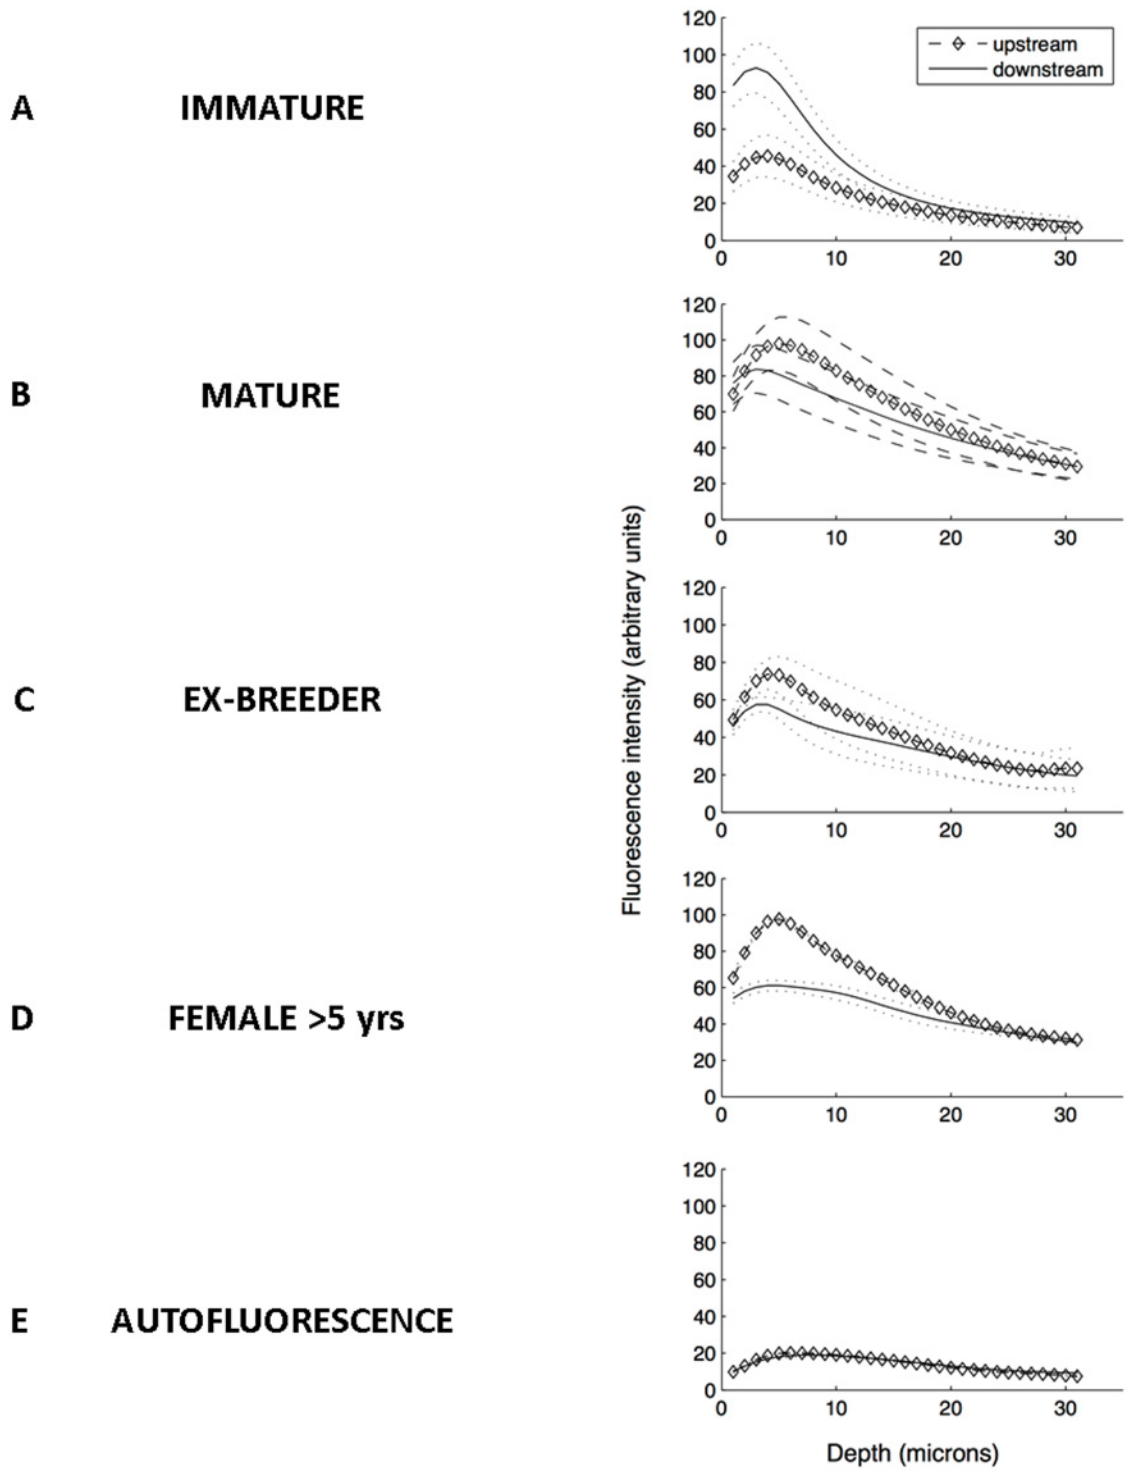 A IMMATURE
120
100
80
60
40
20
0
0 10 20 30
upstream
downstream
B MATURE
120
100
80
60
40
20
0
0 10 20 30
C EX-BREEDER
120
100
80
60
40
20
0
0 10 20 30
Fluorescence intensity (arbitrary units)
D FEMALE >5 yrs
120
100
80
60
40
20
0
0 10 20 30
E AUTOFLUORESCENCE
120
100
80
60
40
20
0
0 10 20 30
Depth (microns)